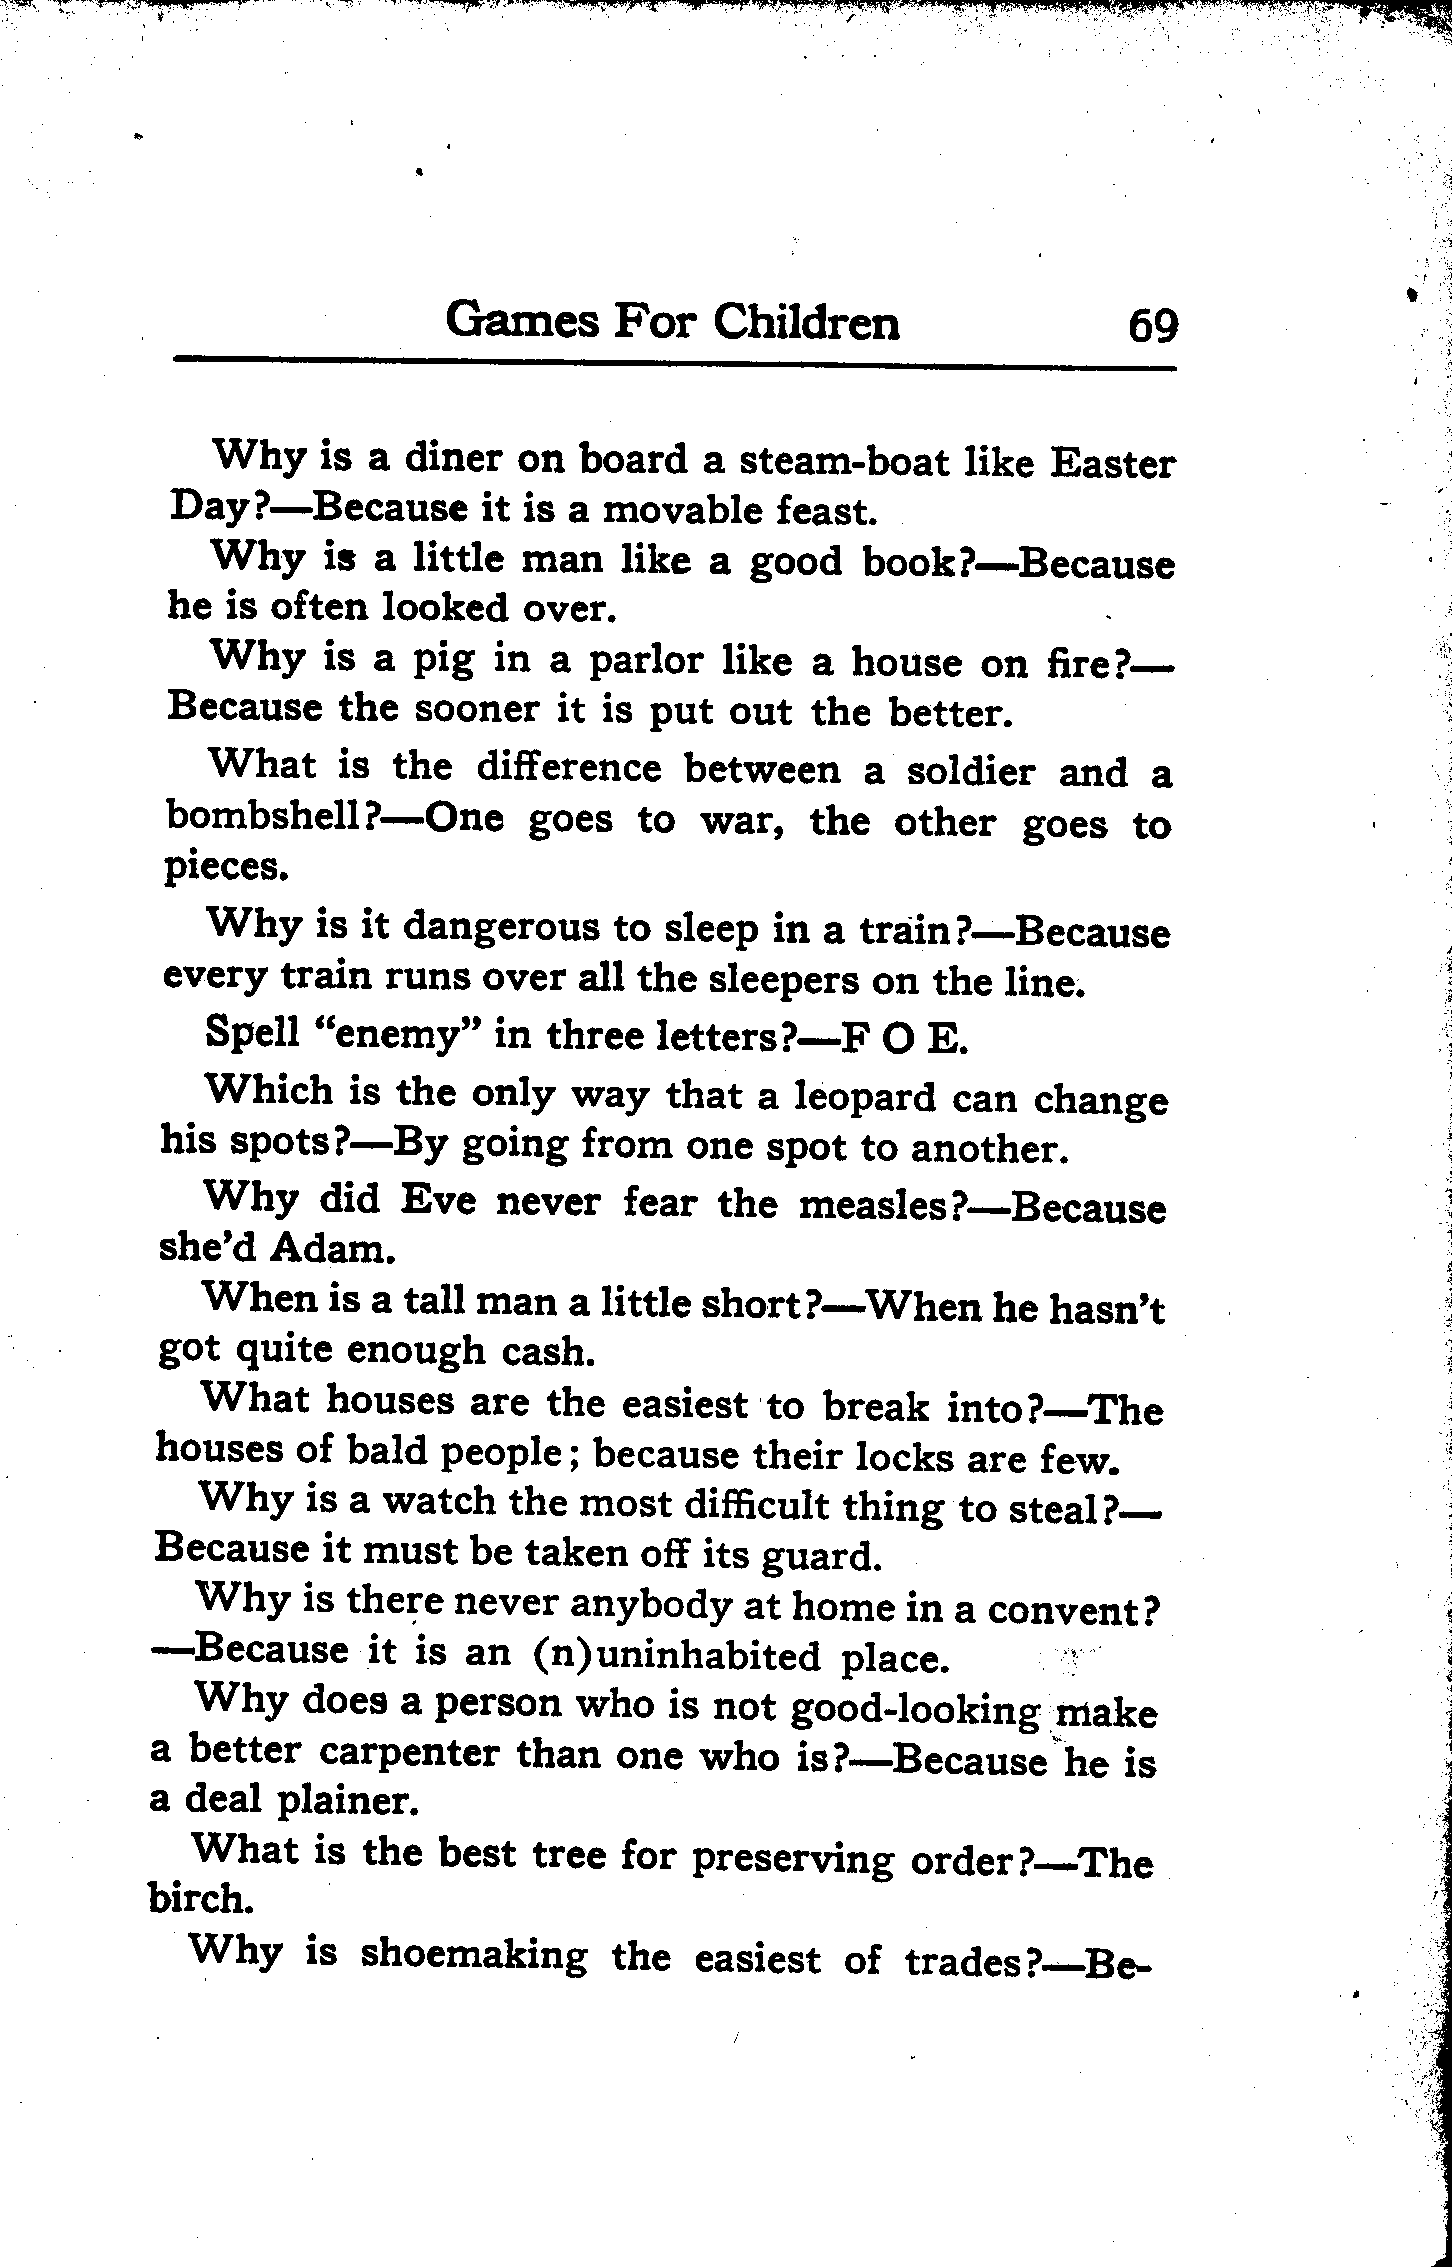 Games For Children 69
Why is a diner on board a steam-boat like Easter
Day?—Because it is a movable feast.
Why is a little man like a good book?—Because
he is often looked over.
Why is a pig in a parlor like a house on fire?—
Because the sooner it is put out the better.
What is the difference between a soldier and a
bombshell?—One goes to war, the other goes to
pieces.
Why is it dangerous to sleep in a train?—Because
every train runs over all the sleepers on the line.
Spell “enemy” in three letters?—F O E.
Which is the only way that a leopard can change
his spots?—By going from one spot to another.
Why did Eve never fear the measles?—Because
she’d Adam.
When is a tall man a little short?—When he hasn’t
got quite enough cash.
What houses are the easiest to break into?—The
houses of bald people; because their locks are few.
Why is a watch the most difficult thing to steal?—
Because it must be taken off its guard.
Why is there never anybody at home in a convent?
—Because it is an (n)uninhabited place.
Why does a person who is not good-looking make
a better carpenter than one who is?—Because he is
a deal plainer.
What is the best tree for preserving order?—The
birch.
Why is shoemaking the easiest of trades?—Be-